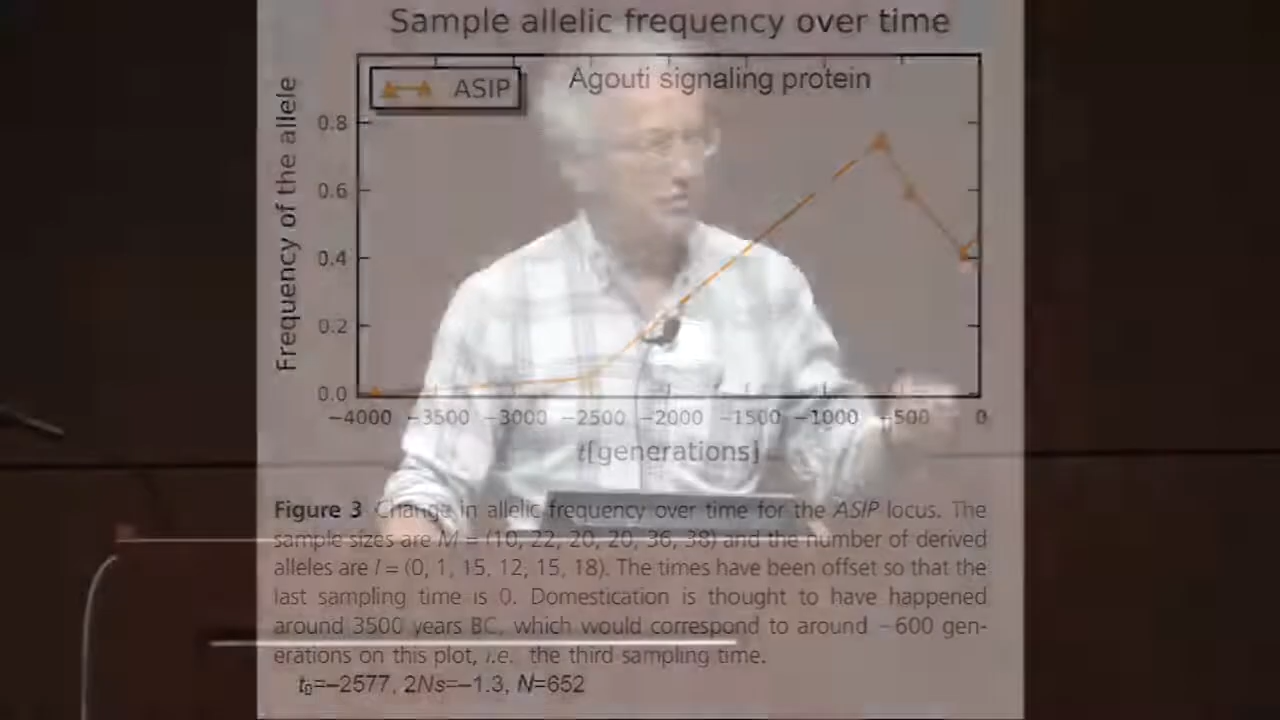 Sample allelic frequency over time
Agouti signaling protein
ASIP
Frequency of the allele
0.8
0.6
0.4
0.2
0.0
−4000 −3500 −3000 −2500 −2000 −1500 −1000 −500 0
t[generations]
Figure 3 Change in allelic frequency over time for the ASIP locus. The
sample sizes are M = (10, 22, 20, 20, 36, 38) and the number of derived
alleles are l = (0, 1, 15, 12, 15, 18). The times have been offset so that the
last sampling time is 0. Domestication is thought to have happened
around 3500 years BC, which would correspond to around −600 gen-
erations on this plot, i.e. the third sampling time.
t₀=–2577, 2Ns=–1.3, N=652